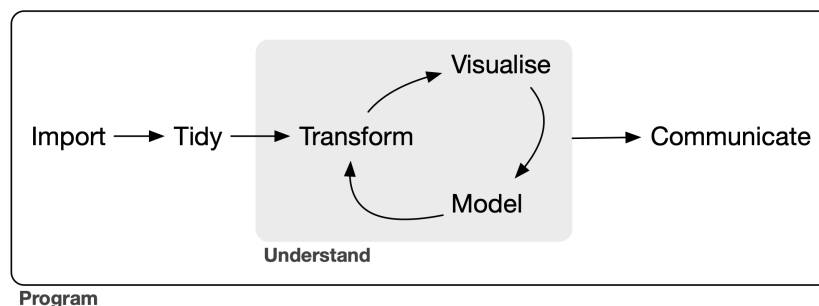 Import
Tidy
Transform
Visualise
Model
Communicate
Understand
Program